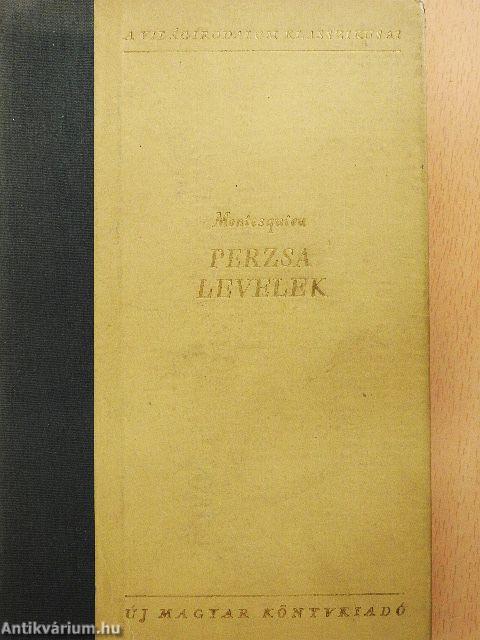 A VILÁGIRODALOM KLASSZIKUSAI
Montesquieu
PERZSA
LEVELEK
ÚJ MAGYAR KÖNYVKIADÓ
Antikvárium.hu